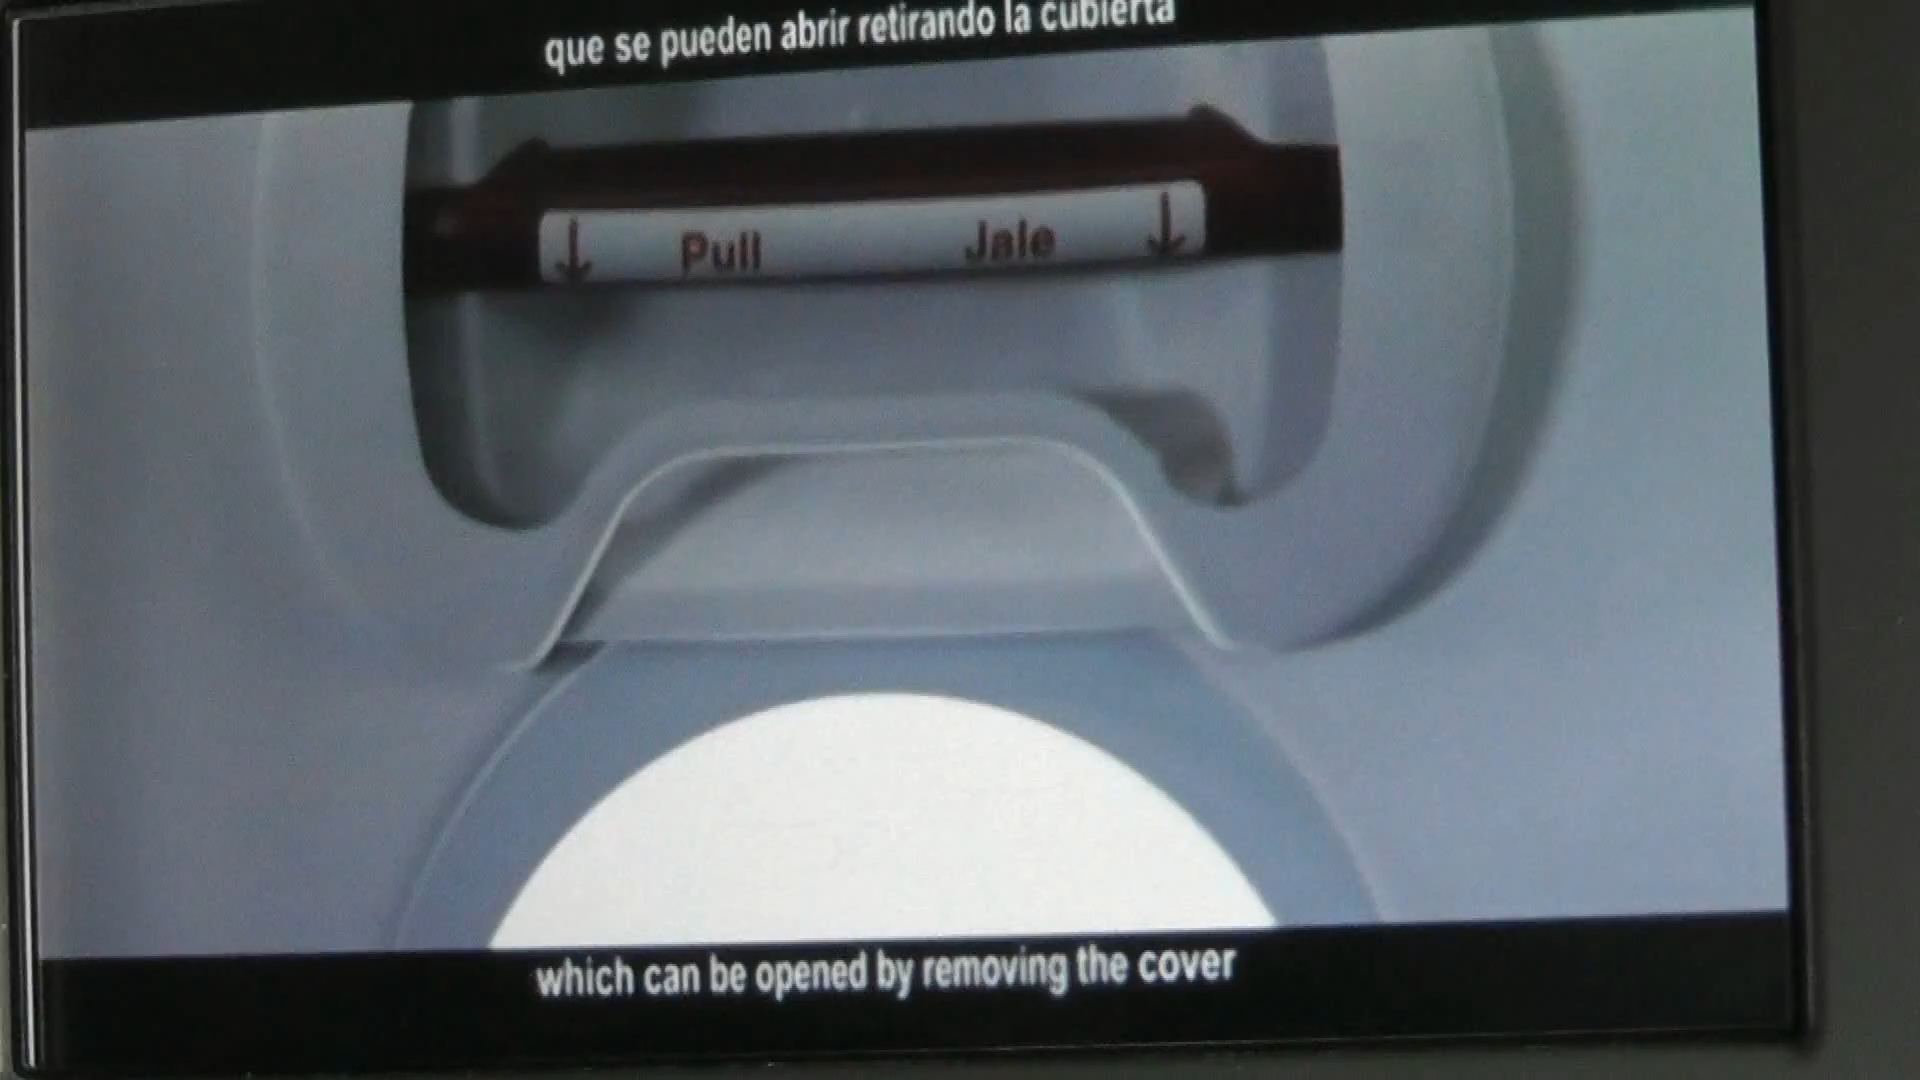 que se pueden abrir retirando la cubierta
↓ Pull Jale ↓
which can be opened by removing the cover